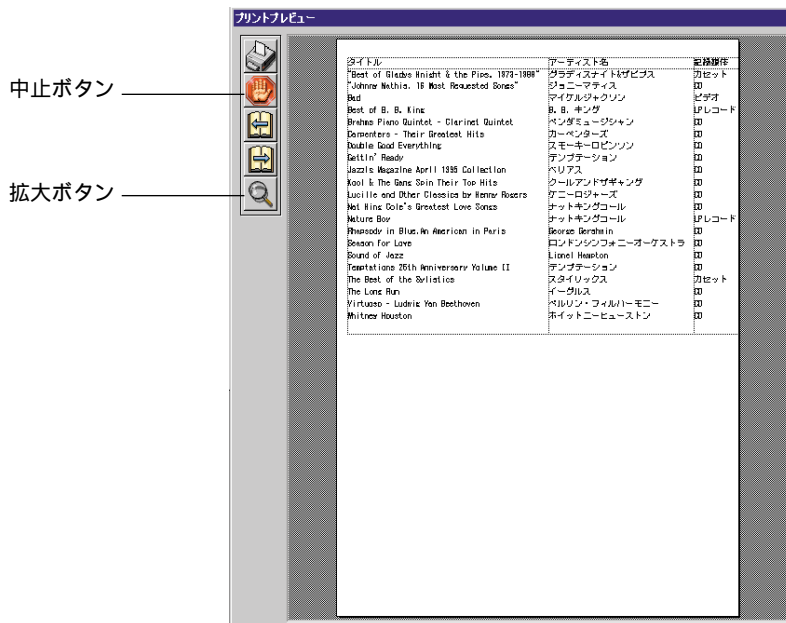 プリントプレビュー
中止ボタン
拡大ボタン
タイトル アーティスト名 記録媒体
"Best of Gladys Hnight & the Pips, 1973-1988" グラディスナイト&ザピプス カセット
"Johnny Mathis, 16 Most Requested Songs" ジョニーマティス CD
Bad マイケルジャクソン ビデオ
Best of B. B. King B. B. キング LPレコード
Brahms Piano Quintet - Clarinet Quintet ベンダミュージシャン CD
Carpenters - Their Greatest Hits カーペンターズ CD
Double Good Everything スモーキーロビンソン CD
Gettin' Ready テンプテーション CD
Jazzis Magazine April 1995 Collection ベリアス CD
Kool & The Gang Spin Their Top Hits クールアンドザギャング CD
Lucille and Other Classics by Kenny Rogers ケニーロジャーズ CD
Nat King Cole's Greatest Love Songs ナットキングコール CD
Nature Boy ナットキングコール LPレコード
Rhapsody in Blue.An American in Paris George Gershwin CD
Season for Love ロンドンシンフォニーオーケストラ CD
Sound of Jazz Lionel Hampton CD
Temptations 25th Anniversary Volume II テンプテーション CD
The Best of the Sylistics スタイリックス カセット
The Long Run イーグルス CD
Virtuoso - Ludwig Van Beethoven ベルリン・フィルハーモニー CD
Whitney Houston ホイットニーヒューストン CD